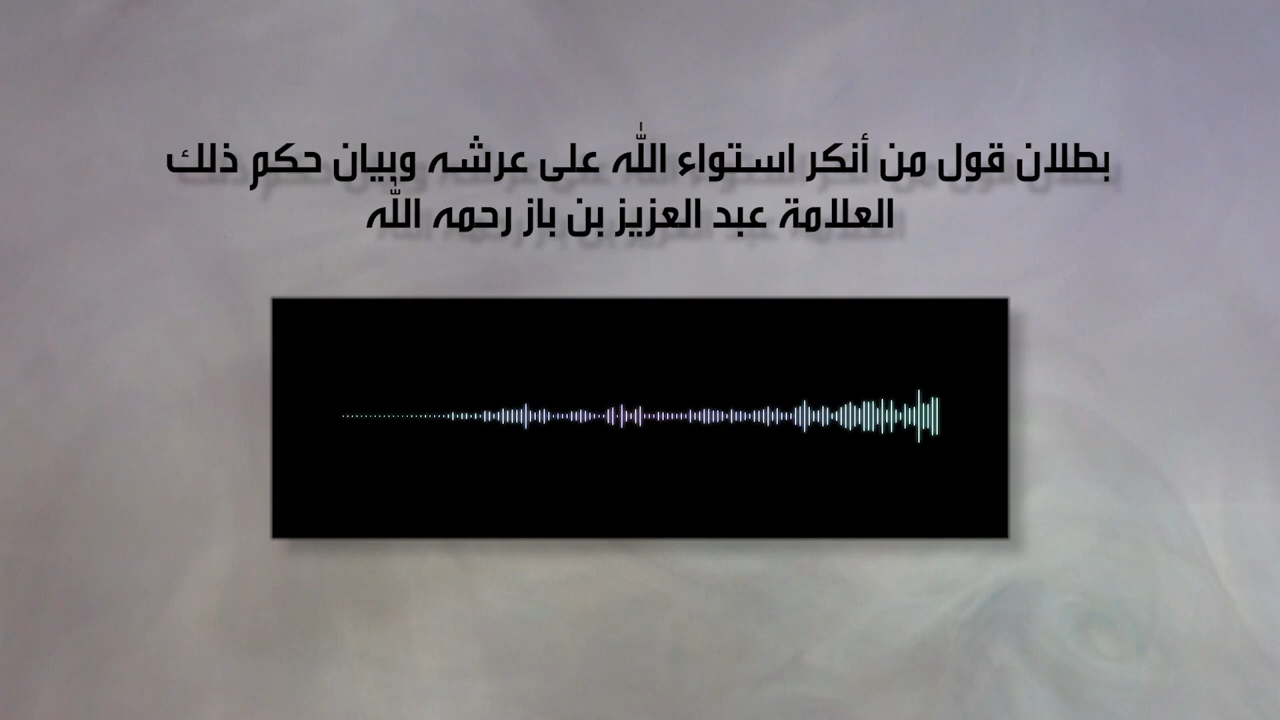 بطلان قول من أنكر استواء الله على عرشه وبيان حكم ذلك
العلامة عبد العزيز بن باز رحمه الله